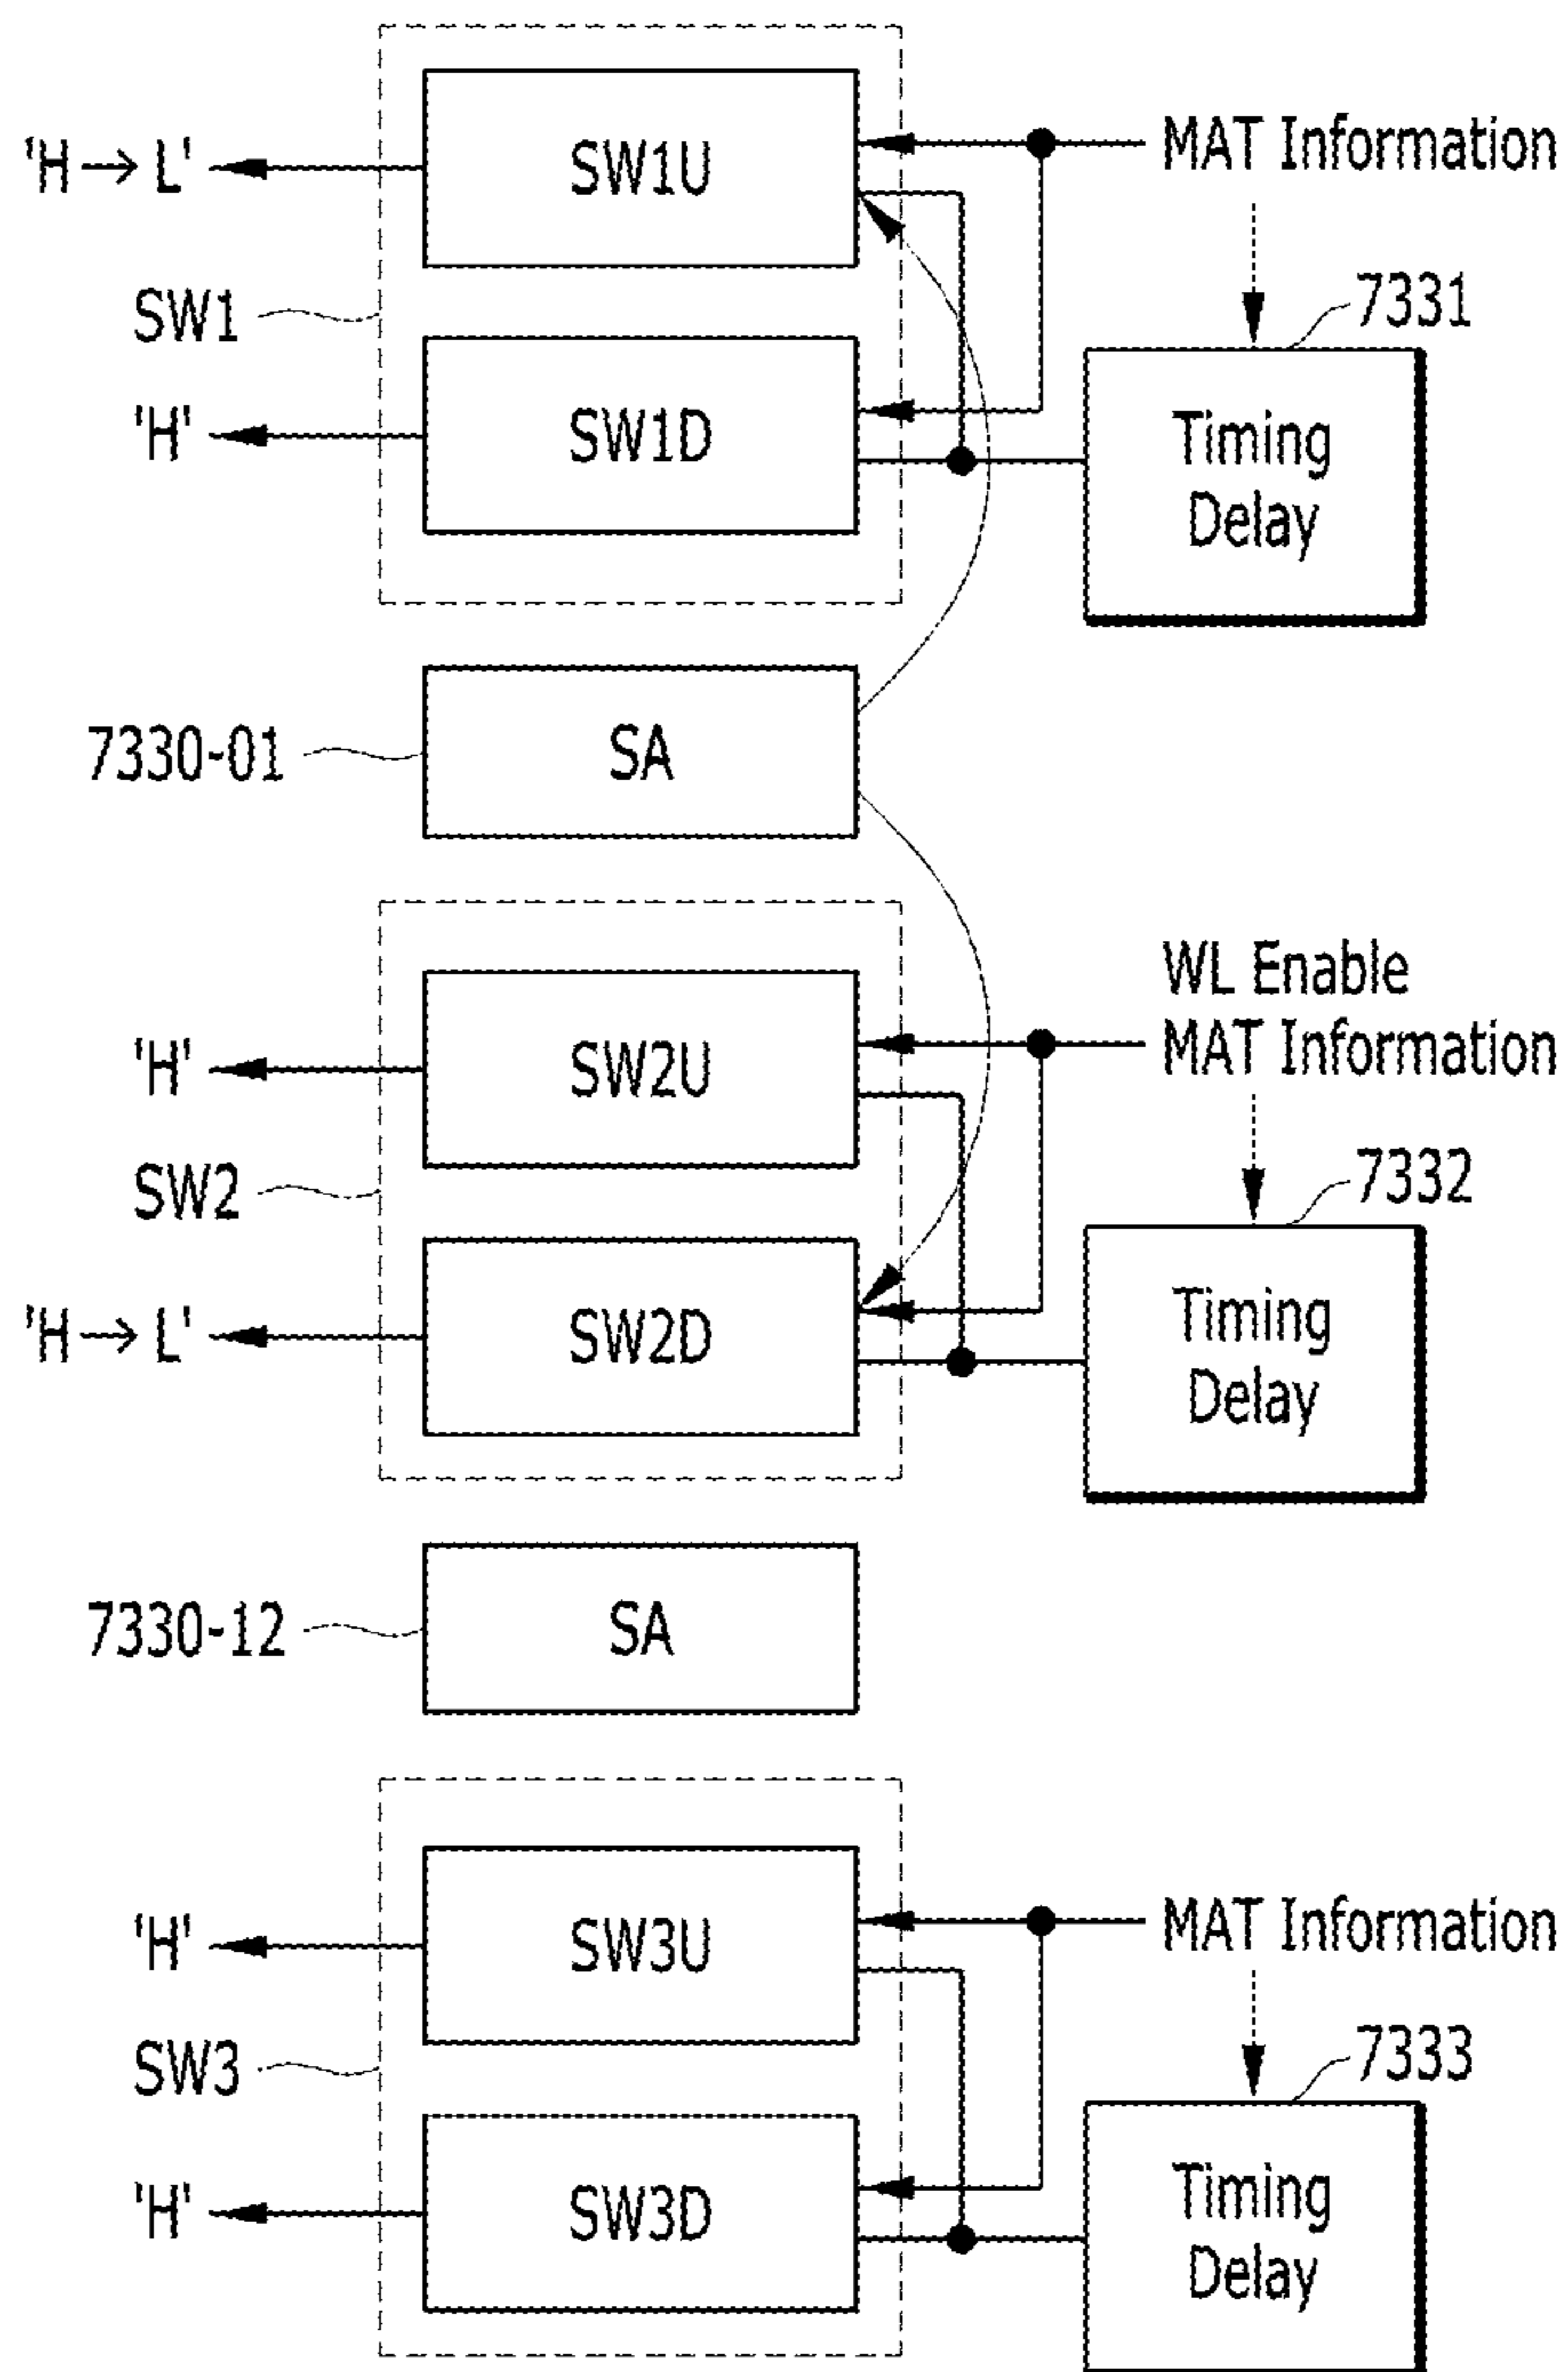 'H → L'
SW1U
MAT Information
SW1
7331
'H'
SW1D
Timing
Delay
7330-01
SA
WL Enable
MAT Information
'H'
SW2U
SW2
7332
'H → L'
SW2D
Timing
Delay
7330-12
SA
'H'
SW3U
MAT Information
SW3
7333
'H'
SW3D
Timing
Delay